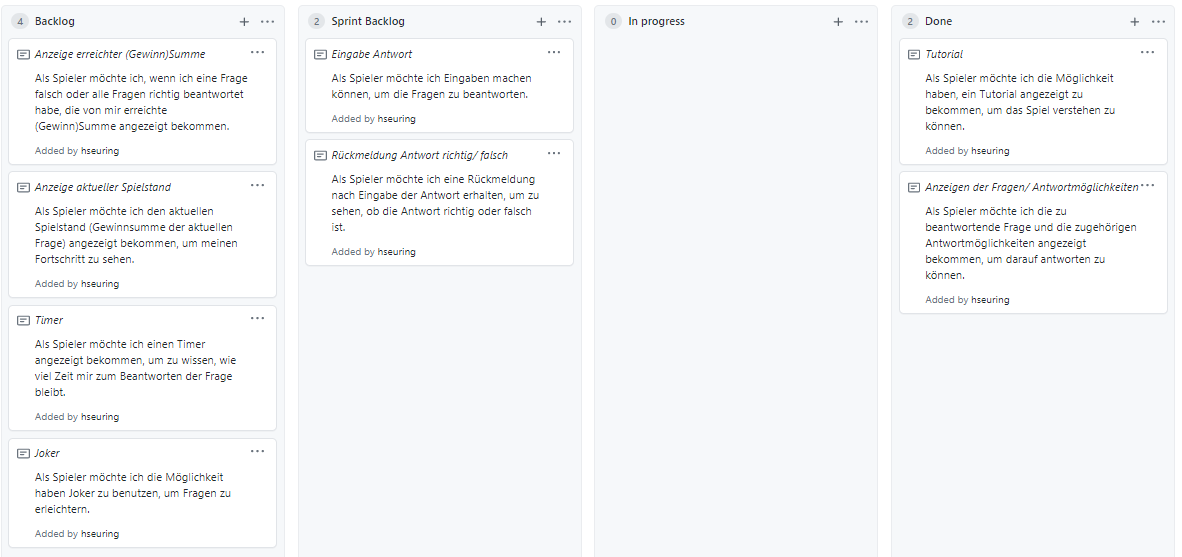 4 Backlog
Anzeige erreichter (Gewinn)Summe
Als Spieler möchte ich, wenn ich eine Frage
falsch oder alle Fragen richtig beantwortet
habe, die von mir erreichte
(Gewinn)Summe angezeigt bekommen.
Added by hseuring
Anzeige aktueller Spielstand
Als Spieler möchte ich den aktuellen
Spielstand (Gewinnsumme der aktuellen
Frage) angezeigt bekommen, um meinen
Fortschritt zu sehen.
Added by hseuring
Timer
Als Spieler möchte ich einen Timer
angezeigt bekommen, um zu wissen, wie
viel Zeit mir zum Beantworten der Frage
bleibt.
Added by hseuring
Joker
Als Spieler möchte ich die Möglichkeit
haben Joker zu benutzen, um Fragen zu
erleichtern.
Added by hseuring
2 Sprint Backlog
Eingabe Antwort
Als Spieler möchte ich Eingaben machen
können, um die Fragen zu beantworten.
Added by hseuring
Rückmeldung Antwort richtig/ falsch
Als Spieler möchte ich eine Rückmeldung
nach Eingabe der Antwort erhalten, um zu
sehen, ob die Antwort richtig oder falsch
ist.
Added by hseuring
0 In progress
2 Done
Tutorial
Als Spieler möchte ich die Möglichkeit
haben, ein Tutorial angezeigt zu
bekommen, um das Spiel verstehen zu
können.
Added by hseuring
Anzeigen der Fragen/ Antwortmöglichkeiten
Als Spieler möchte ich die zu
beantwortende Frage und die zugehörigen
Antwortmöglichkeiten angezeigt
bekommen, um darauf antworten zu
können.
Added by hseuring